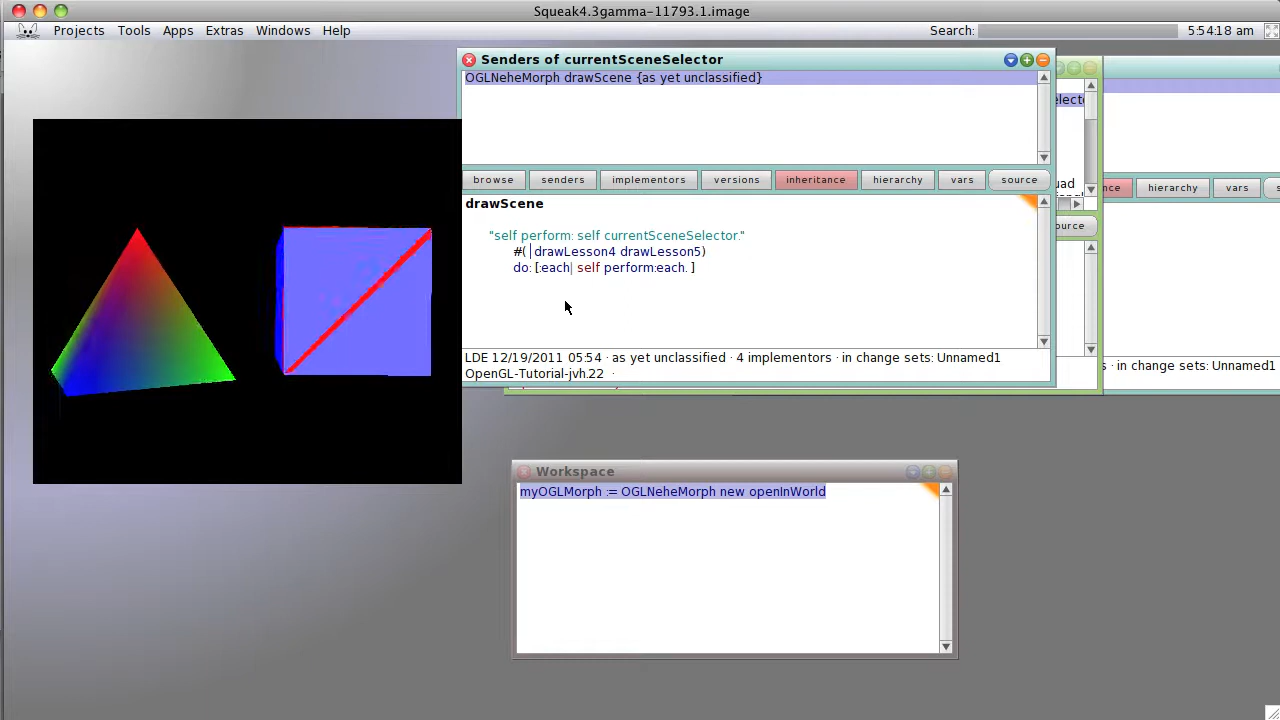 Squeak4.3gamma-11793.1.image
Projects Tools Apps Extras Windows Help Search: 5:54:18 am
Senders of currentSceneSelector
OGLNeheMorph drawScene {as yet unclassified}
browse senders implementors versions inheritance hierarchy vars source
drawScene
"self perform: self currentSceneSelector."
#( drawLesson4 drawLesson5)
do: [:each| self perform:each. ]
LDE 12/19/2011 05:54 · as yet unclassified · 4 implementors · in change sets: Unnamed1
OpenGL-Tutorial-jvh.22 ·
hierarchy vars
· in change sets: Unnamed1
Workspace
myOGLMorph := OGLNeheMorph new openInWorld